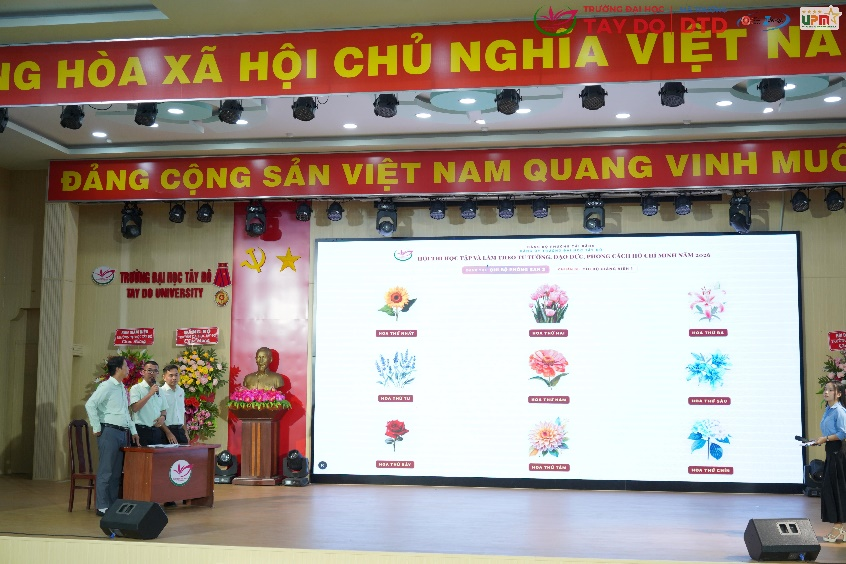 TRƯỜNG ĐẠI HỌC
TAY DO DTD
UPM
NG HÒA XÃ HỘI CHỦ NGHĨA VIỆT NA
ĐẢNG CỘNG SẢN VIỆT NAM QUANG VINH MUÔ
TRƯỜNG ĐẠI HỌC TÂY ĐÔ
TAY DO UNIVERSITY
HỘI THI HỌC TẬP VÀ LÀM THEO TƯ TƯỞNG, ĐẠO ĐỨC, PHONG CÁCH HỒ CHÍ MINH NĂM 2026
HOA THỨ NHẤT
HOA THỨ HAI
HOA THỨ BA
HOA THỨ TƯ
HOA THỨ NĂM
HOA THỨ SÁU
HOA THỨ BẢY
HOA THỨ TÁM
HOA THỨ CHÍN